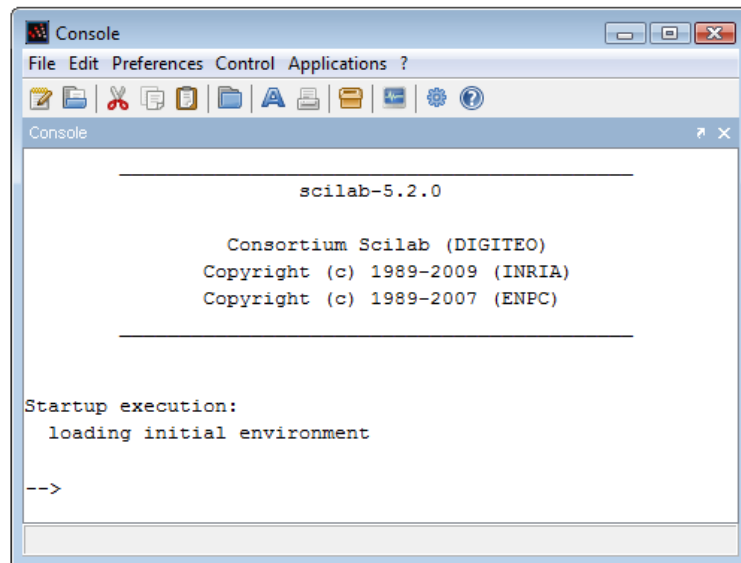 Console
File Edit Preferences Control Applications ?
Console
scilab-5.2.0
Consortium Scilab (DIGITEO)
Copyright (c) 1989-2009 (INRIA)
Copyright (c) 1989-2007 (ENPC)
Startup execution:
loading initial environment
-->